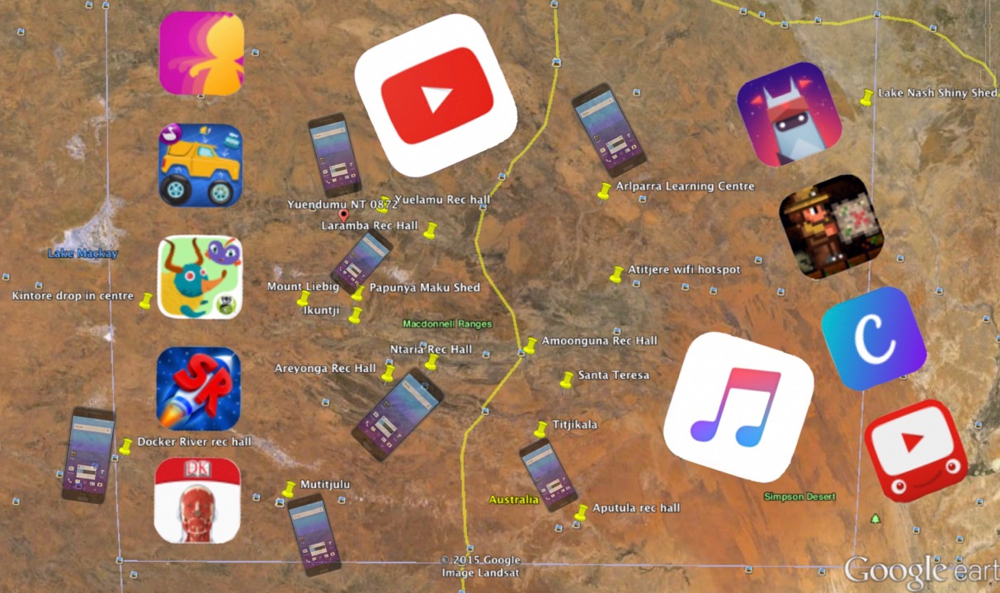 Lake Nash Shiny Shed
Arlparra Learning Centre
Yuelamu Rec hall
Yuendumu NT 0872
Laramba Rec Hall
Lake Mackay
Atitjere wifi hotspot
Mount Liebig
Papunya Maku Shed
Kintore drop in centre
Ikuntji
Macdonnell Ranges
C
Amoonguna Rec Hall
Ntaria Rec Hall
Areyonga Rec Hall
Santa Teresa
SR
Titjikala
Docker River rec hall
DK
Mutitjulu
Australia
Simpson Desert
Aputula rec hall
© 2015 Google
Image Landsat
Google eart